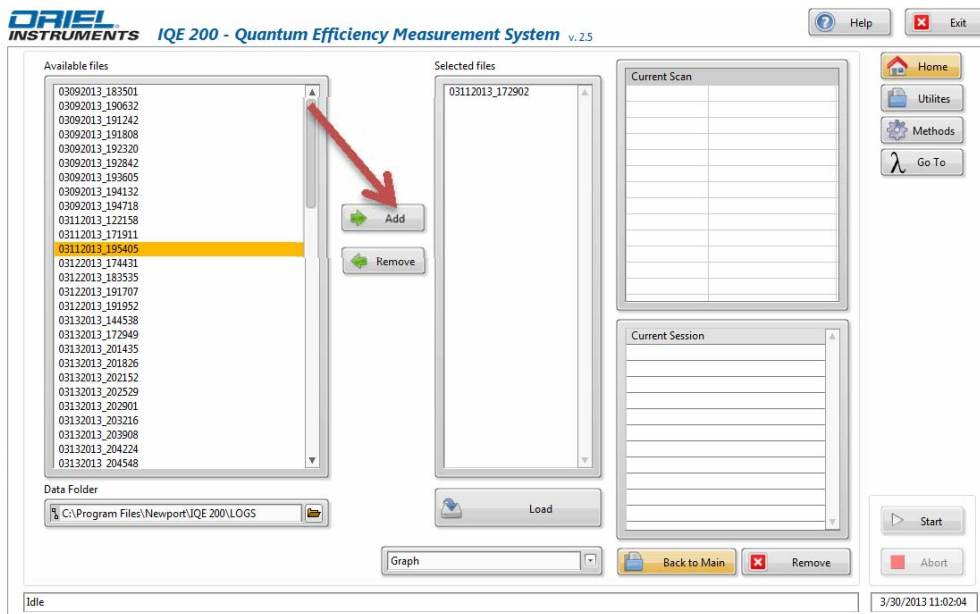 ORIEL
INSTRUMENTS
IQE 200 - Quantum Efficiency Measurement System v. 2.5
Help
Exit
Available files
03092013_183501
03092013_190632
03092013_191242
03092013_191808
03092013_192320
03092013_192842
03092013_193605
03092013_194132
03092013_194718
03112013_122158
03112013_171911
03112013_195405
03122013_174431
03122013_183535
03122013_191707
03122013_191952
03132013_144538
03132013_172949
03132013_201435
03132013_201826
03132013_202152
03132013_202529
03132013_202901
03132013_203216
03132013_203908
03132013_204224
03132013_204548
Data Folder
C:\Program Files\Newport\IQE 200\LOGS
Add
Remove
Selected files
03112013_172902
Load
Graph
Current Scan
Current Session
Back to Main
Remove
Home
Utilites
Methods
λ Go To
Start
Abort
Idle
3/30/2013 11:02:04